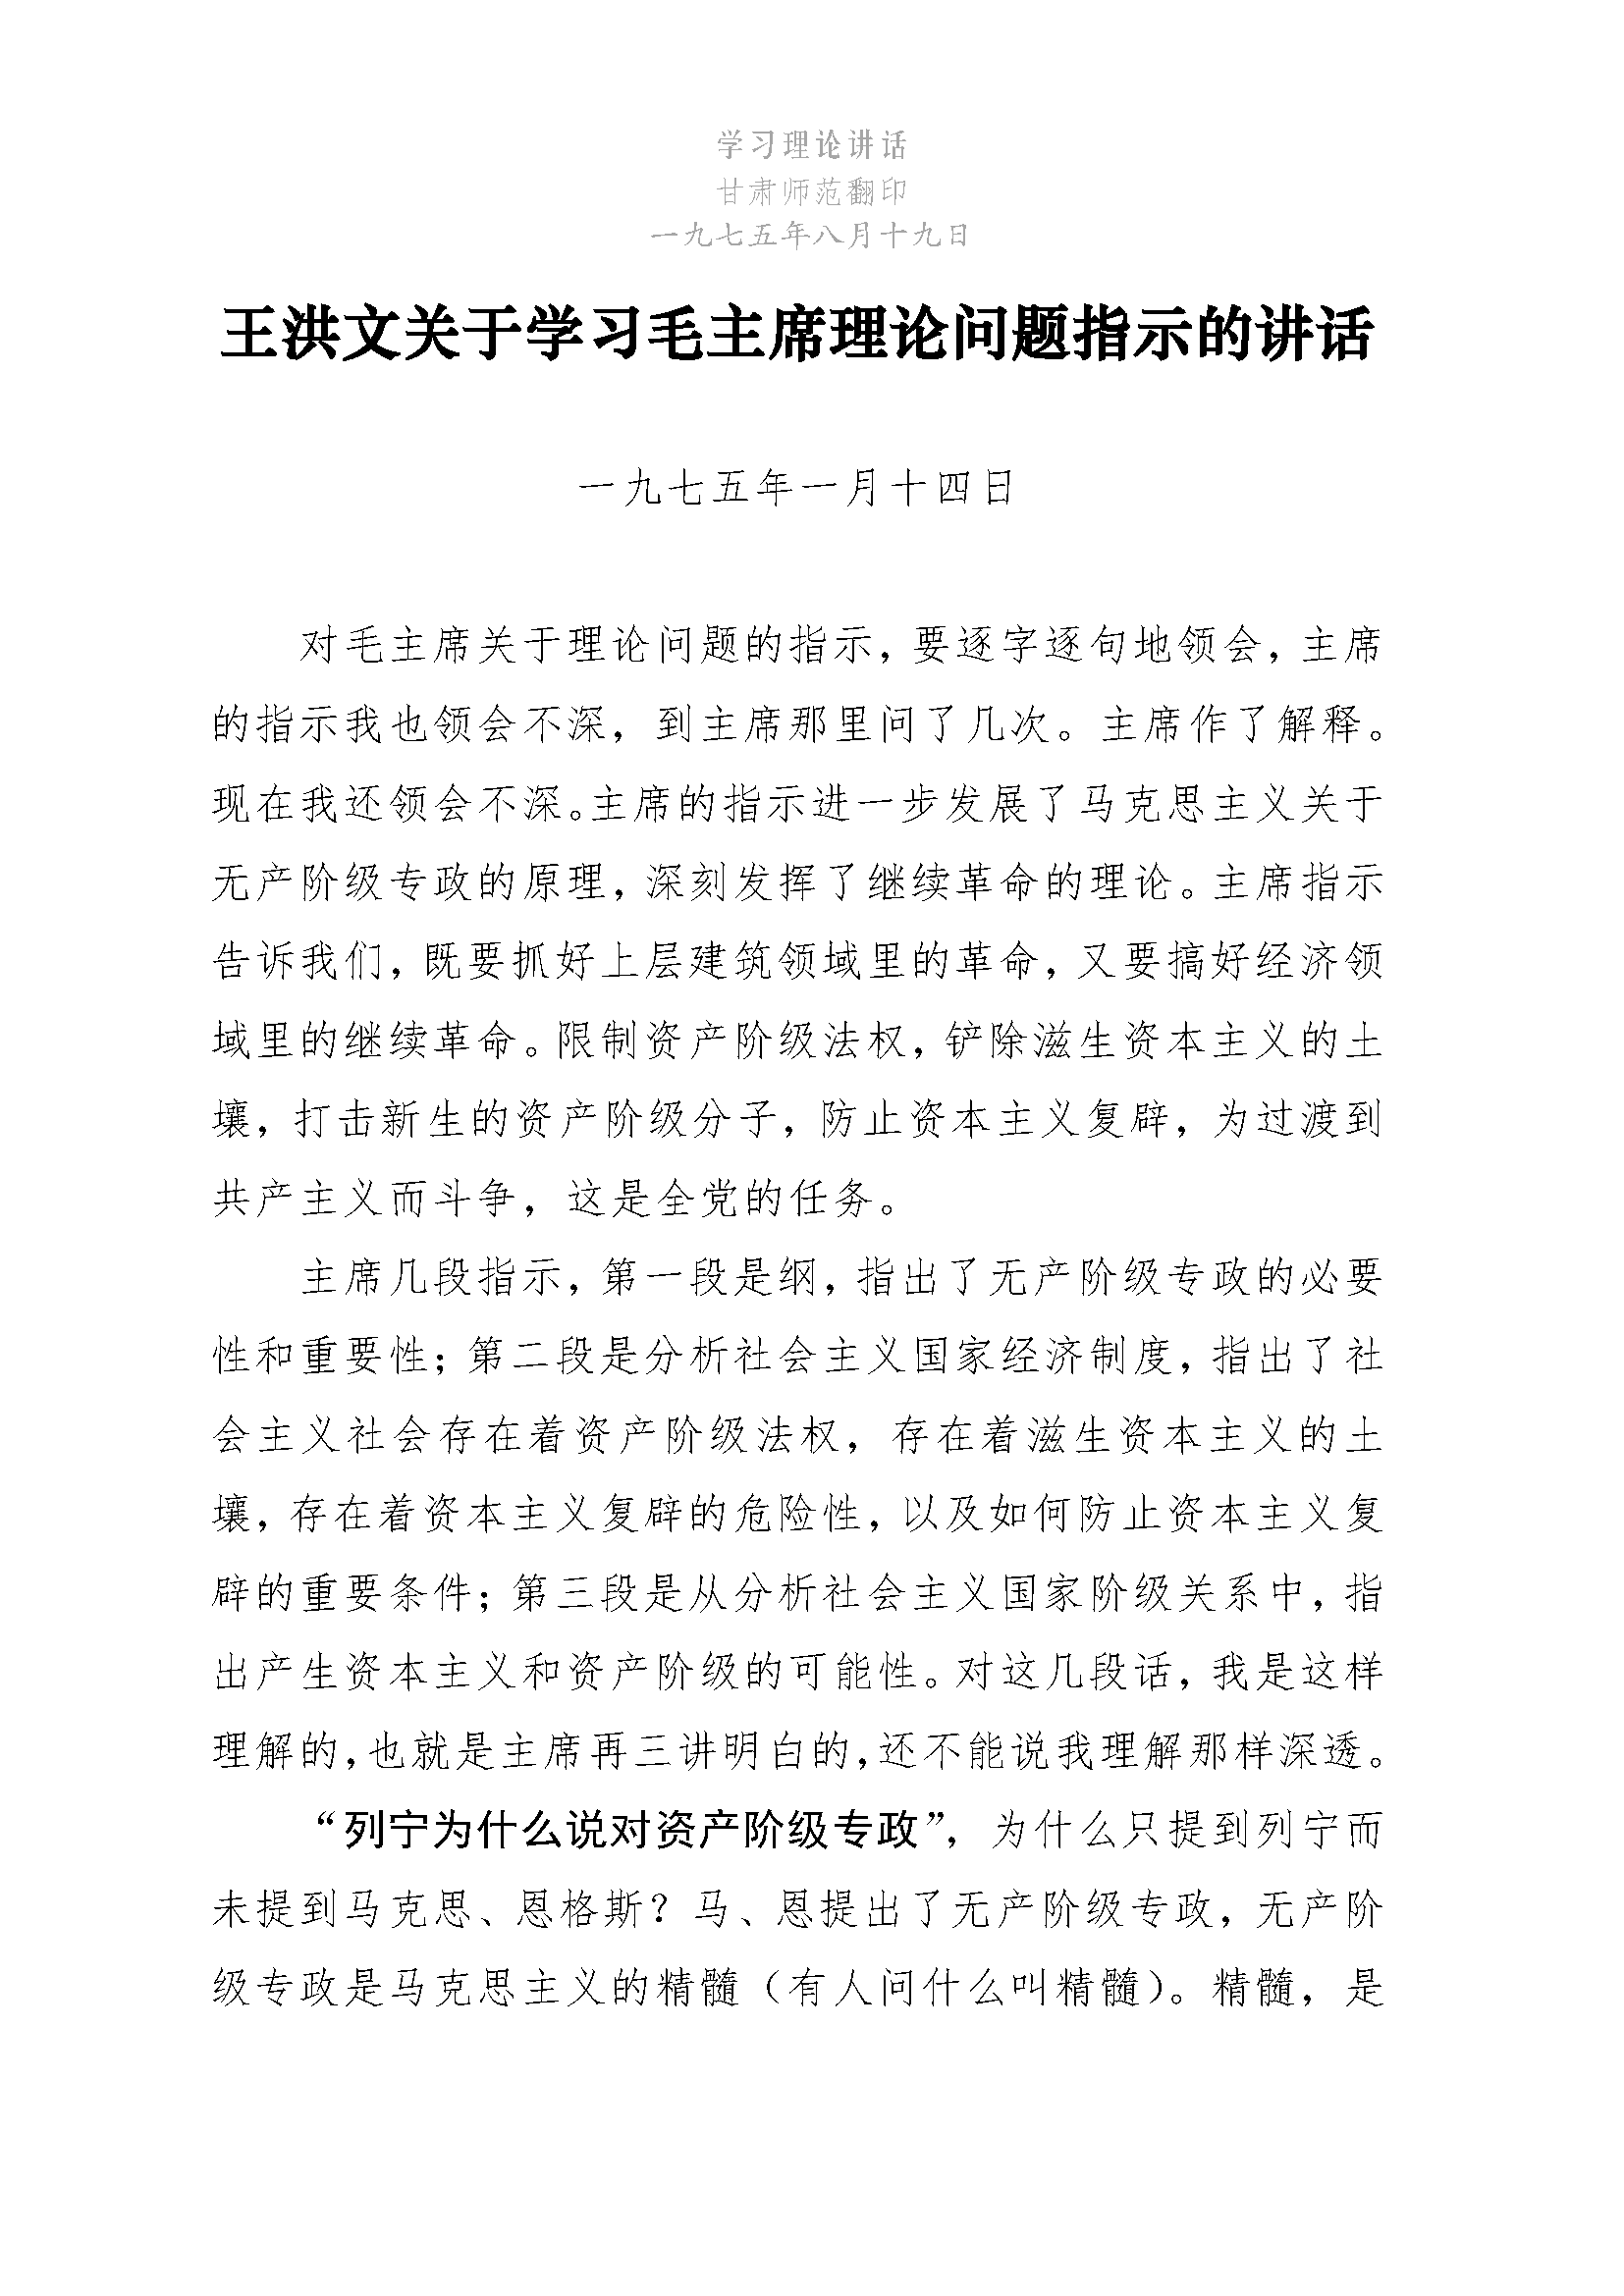 学习理论讲话
甘肃师范翻印
一九七五年八月十九日
王洪文关于学习毛主席理论问题指示的讲话
一九七五年一月十四日
对毛主席关于理论问题的指示，要逐字逐句地领会，主席
的指示我也领会不深，到主席那里问了几次。主席作了解释。
现在我还领会不深。主席的指示进一步发展了马克思主义关于
无产阶级专政的原理，深刻发挥了继续革命的理论。主席指示
告诉我们，既要抓好上层建筑领域里的革命，又要搞好经济领
域里的继续革命。限制资产阶级法权，铲除滋生资本主义的土
壤，打击新生的资产阶级分子，防止资本主义复辟，为过渡到
共产主义而斗争，这是全党的任务。
主席几段指示，第一段是纲，指出了无产阶级专政的必要
性和重要性；第二段是分析社会主义国家经济制度，指出了社
会主义社会存在着资产阶级法权，存在着滋生资本主义的土
壤，存在着资本主义复辟的危险性，以及如何防止资本主义复
辟的重要条件；第三段是从分析社会主义国家阶级关系中，指
出产生资本主义和资产阶级的可能性。对这几段话，我是这样
理解的，也就是主席再三讲明白的，还不能说我理解那样深透。
“列宁为什么说对资产阶级专政”，为什么只提到列宁而
未提到马克思、恩格斯？马、恩提出了无产阶级专政，无产阶
级专政是马克思主义的精髓（有人问什么叫精髓）。精髓，是